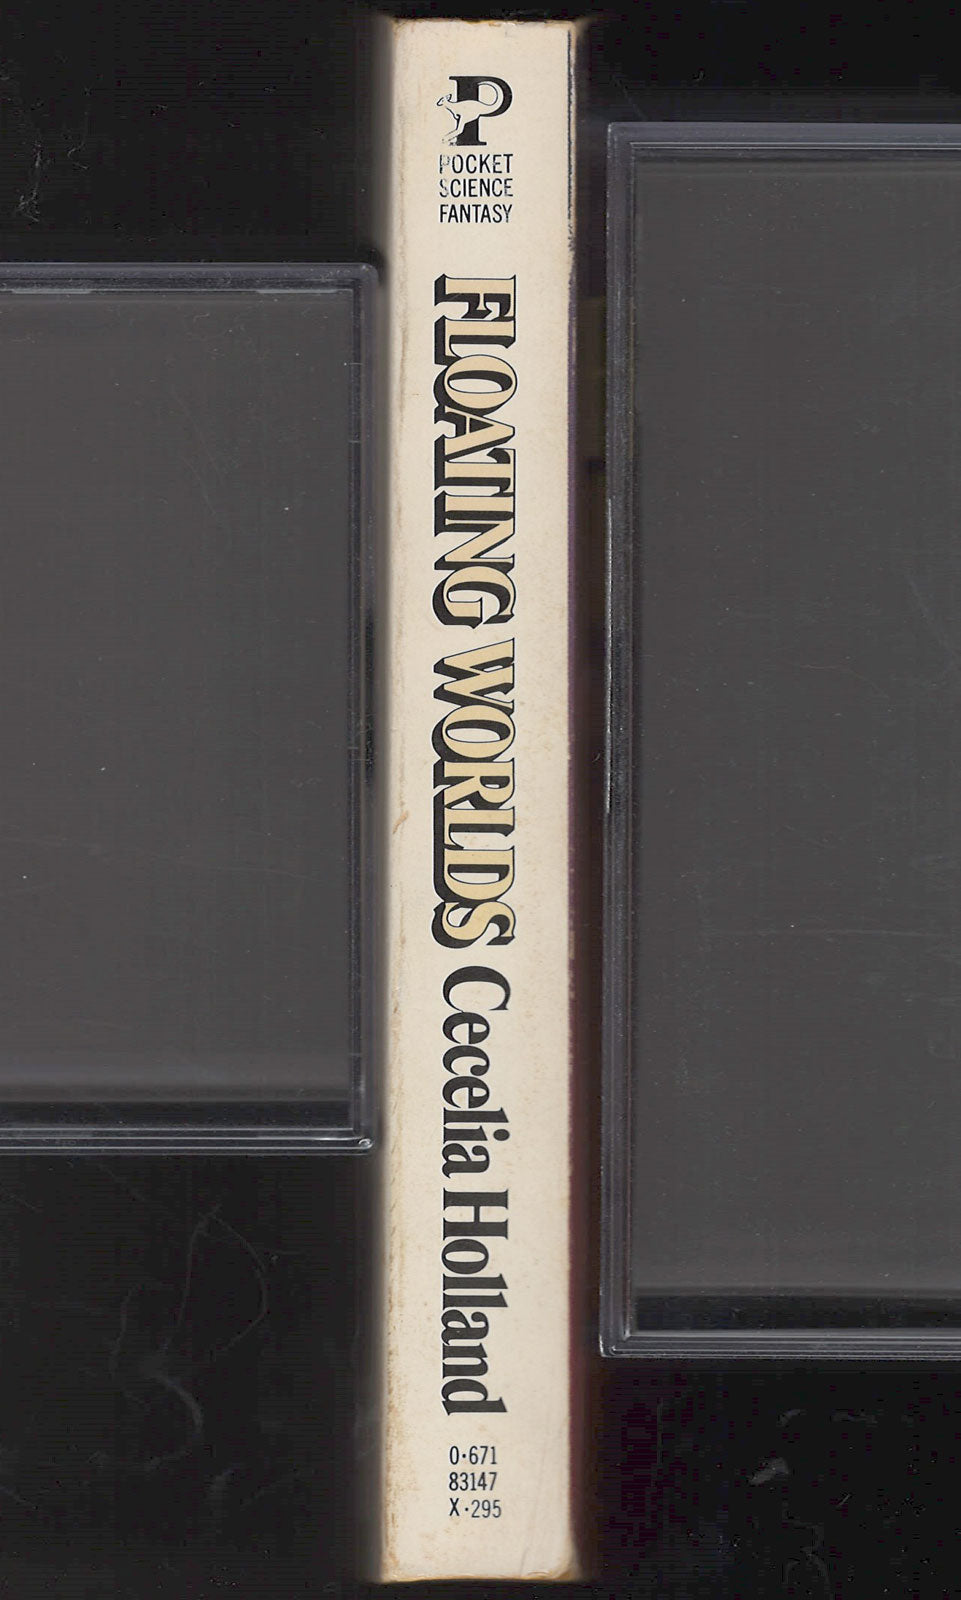 P
POCKET
SCIENCE
FANTASY
FLOATING WORLDS Cecelia Holland
0·671
83147
X·295